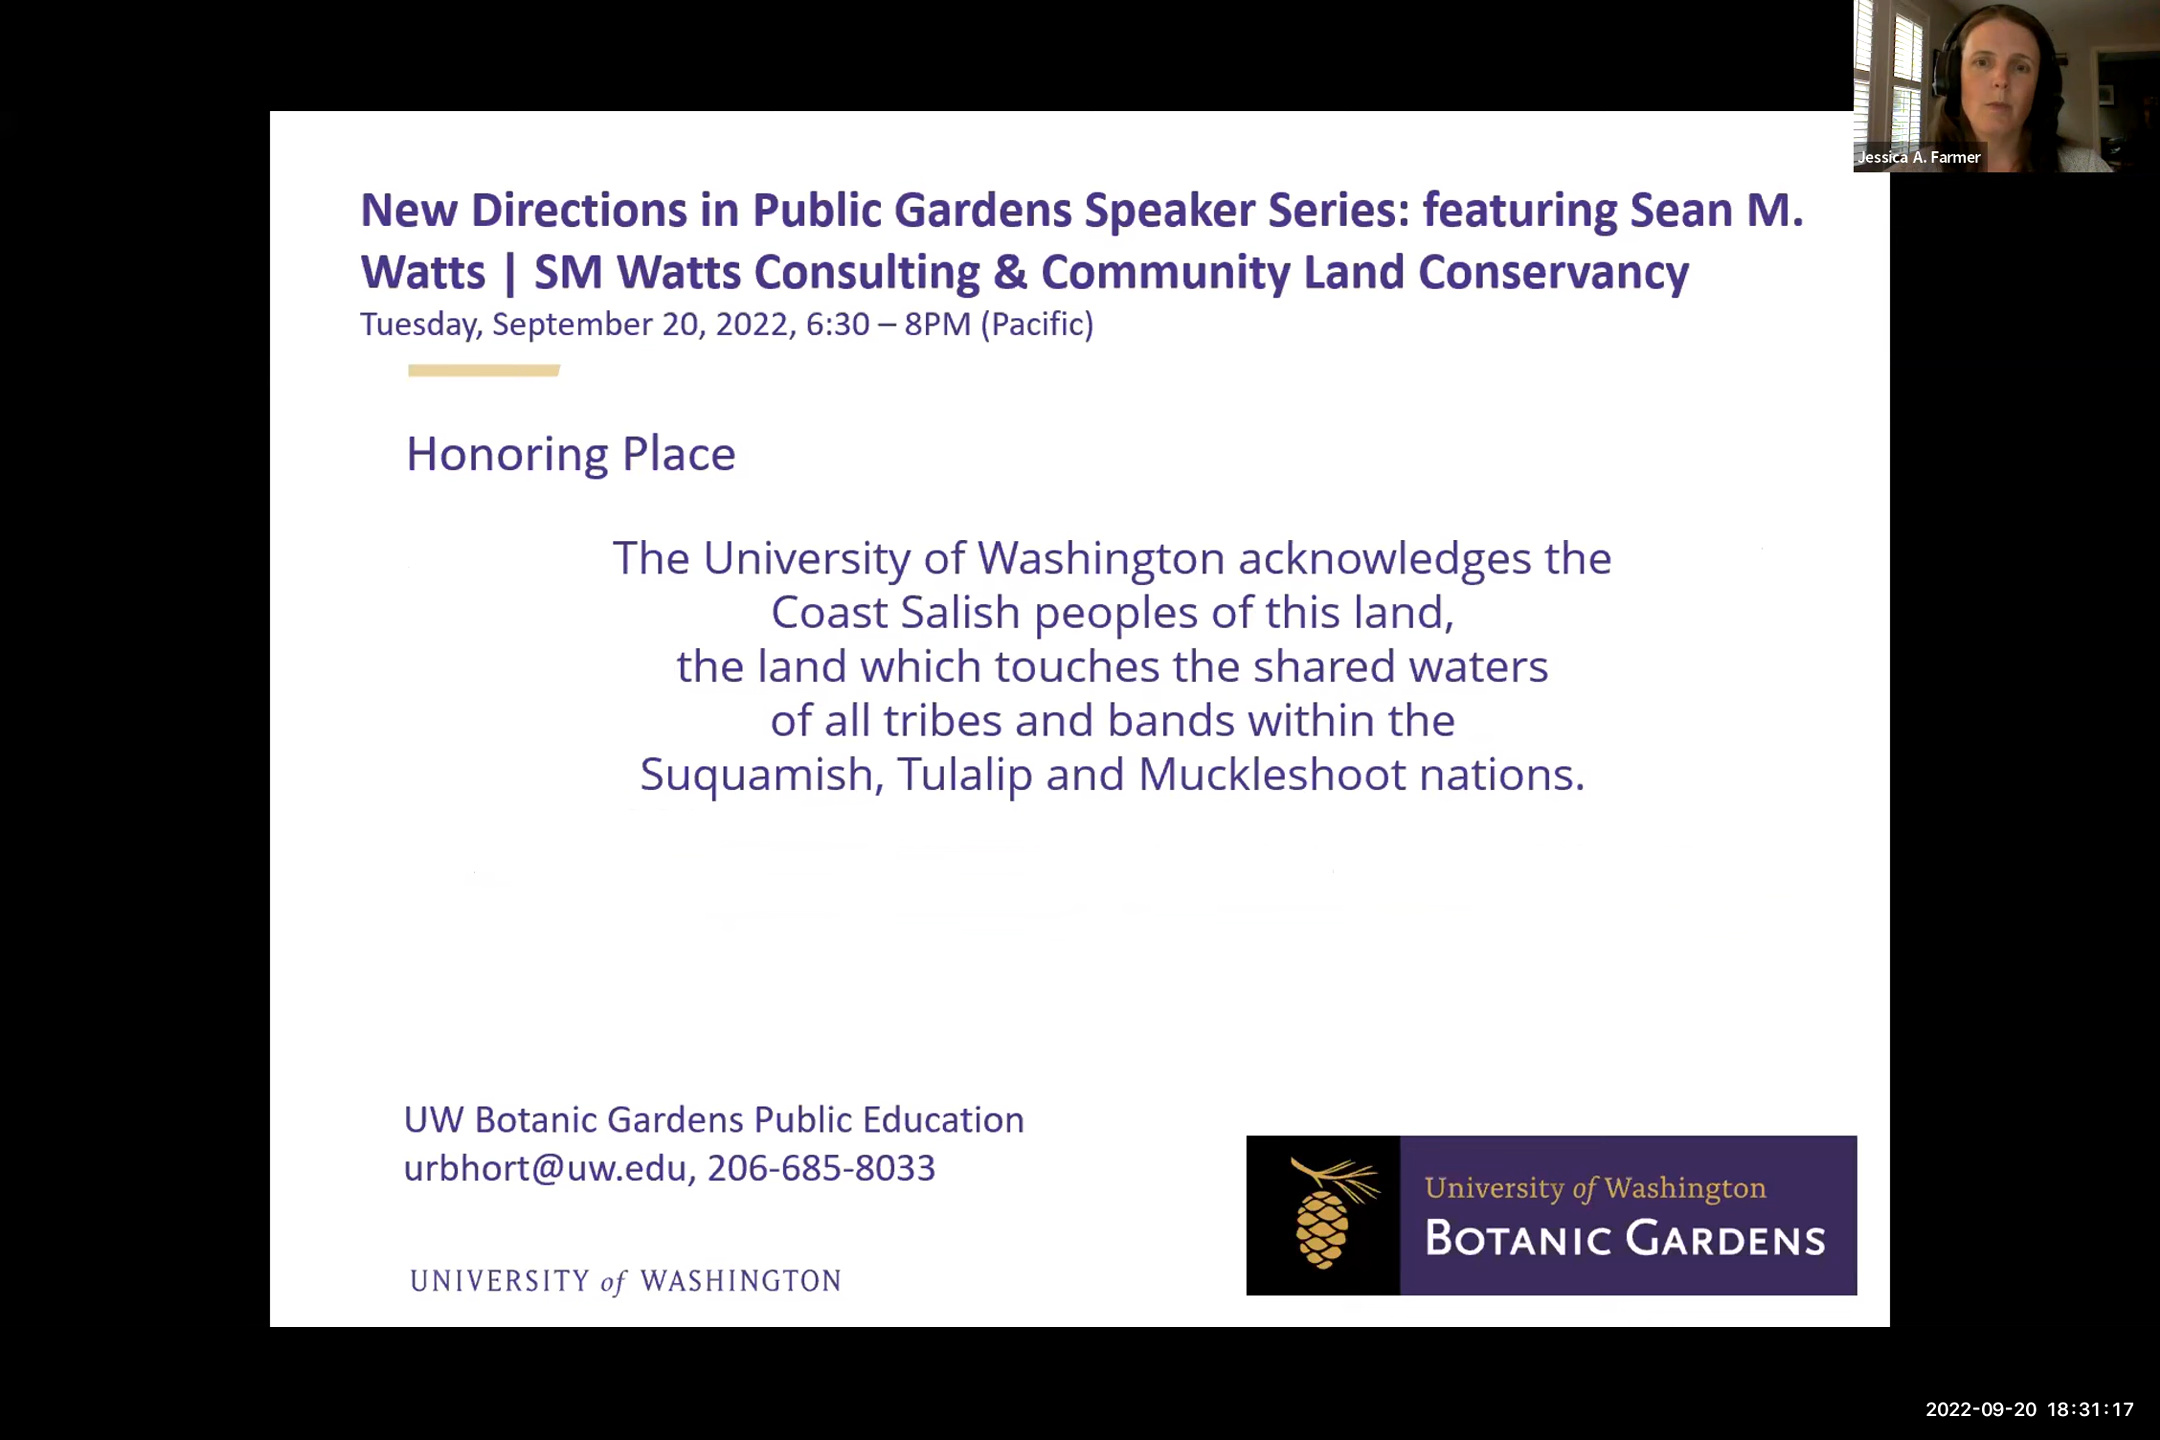 Jessica A. Farmer
New Directions in Public Gardens Speaker Series: featuring Sean M.
Watts | SM Watts Consulting & Community Land Conservancy
Tuesday, September 20, 2022, 6:30 – 8PM (Pacific)
Honoring Place
The University of Washington acknowledges the
Coast Salish peoples of this land,
the land which touches the shared waters
of all tribes and bands within the
Suquamish, Tulalip and Muckleshoot nations.
UW Botanic Gardens Public Education
urbhort@uw.edu, 206-685-8033
UNIVERSITY of WASHINGTON
University of Washington
BOTANIC GARDENS
2022-09-20 18:31:17